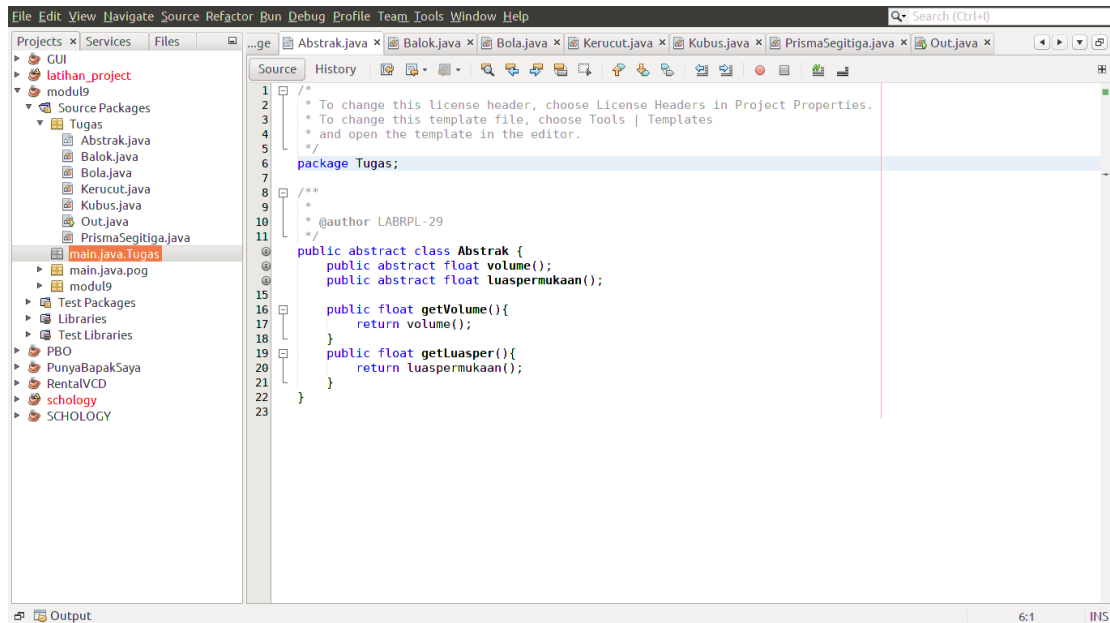 File Edit View Navigate Source Refactor Run Debug Profile Team Tools Window Help
Search (Ctrl+I)
Projects × Services Files
...ge Abstrak.java × Balok.java × Bola.java × Kerucut.java × Kubus.java × PrismaSegitiga.java × Out.java ×
Source History
GUI
latihan_project
modul9
Source Packages
Tugas
Abstrak.java
Balok.java
Bola.java
Kerucut.java
Kubus.java
Out.java
PrismaSegitiga.java
main.java.Tugas
main.java.pog
modul9
Test Packages
Libraries
Test Libraries
PBO
PunyaBapakSaya
RentalVCD
schology
SCHOLOGY
1 /*
2 * To change this license header, choose License Headers in Project Properties.
3 * To change this template file, choose Tools | Templates
4 * and open the template in the editor.
5 */
6 package Tugas;
7
8 /**
9 *
10 * @author LABRPL-29
11 */
public abstract class Abstrak {
public abstract float volume();
public abstract float luaspermukaan();
15
16 public float getVolume(){
17 return volume();
18 }
19 public float getLuasper(){
20 return luaspermukaan();
21 }
22 }
23
Output
6:1 INS